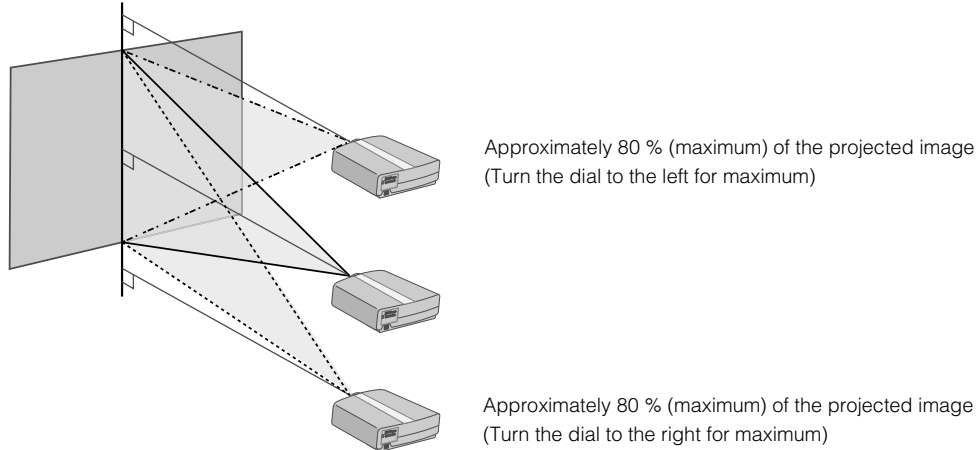 Approximately 80 % (maximum) of the projected image
(Turn the dial to the left for maximum)
Approximately 80 % (maximum) of the projected image
(Turn the dial to the right for maximum)